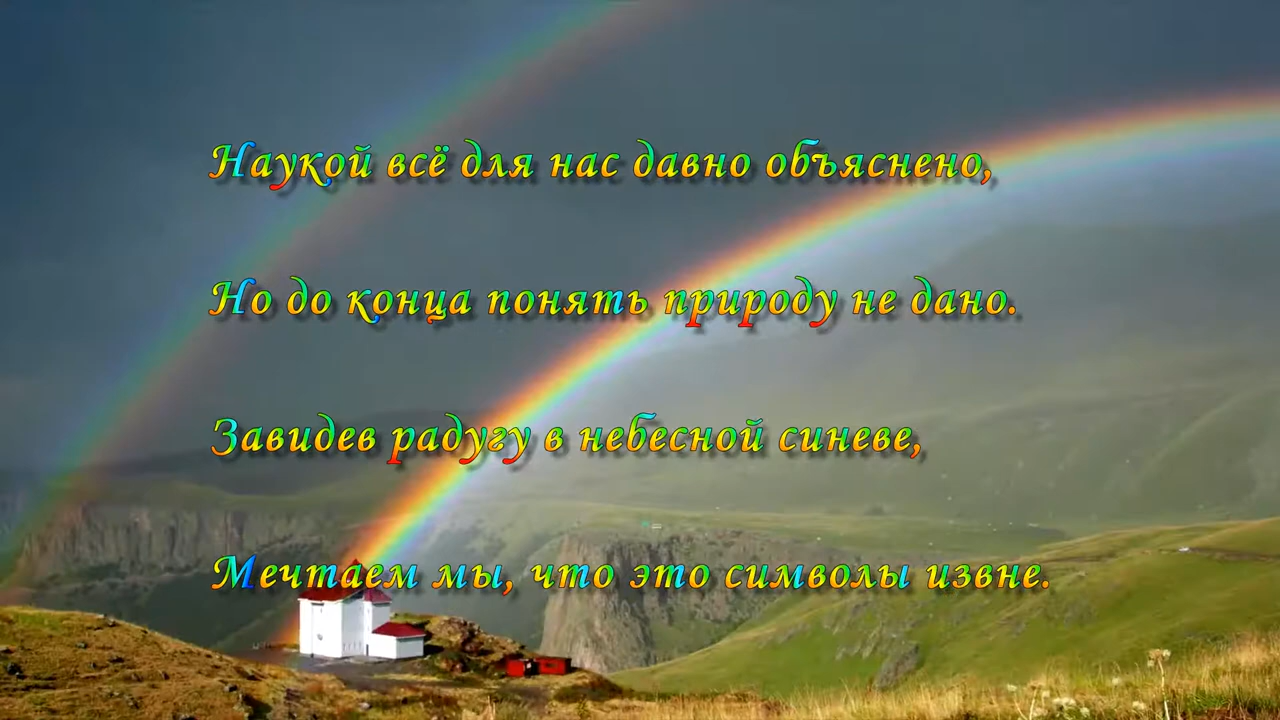 Наукой всё для нас давно объяснено,
Но до конца понять природу не дано.
Завидев радугу в небесной синеве,
Мечтаем мы, что это символы извне.